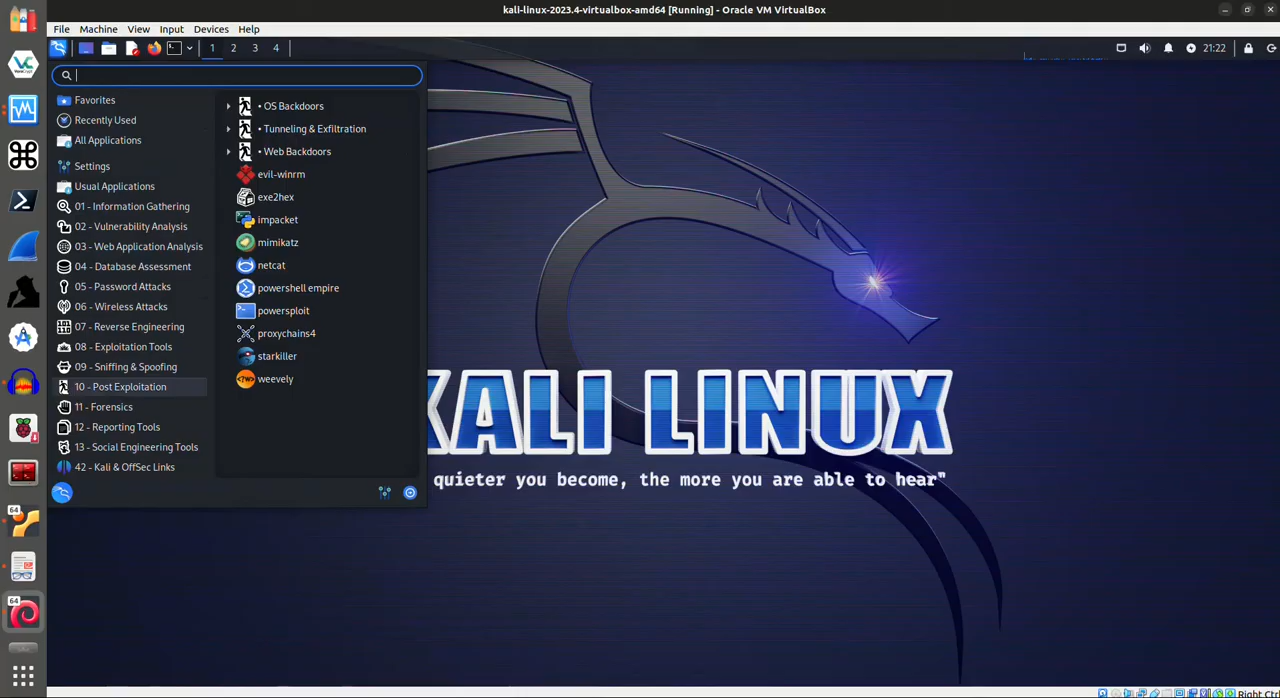 kali-linux-2023.4-virtualbox-amd64 [Running] - Oracle VM VirtualBox
File Machine View Input Devices Help
1 2 3 4
21:22
Favorites
Recently Used
All Applications
Settings
Usual Applications
01 - Information Gathering
02 - Vulnerability Analysis
03 - Web Application Analysis
04 - Database Assessment
05 - Password Attacks
06 - Wireless Attacks
07 - Reverse Engineering
08 - Exploitation Tools
09 - Sniffing & Spoofing
10 - Post Exploitation
11 - Forensics
12 - Reporting Tools
13 - Social Engineering Tools
42 - Kali & OffSec Links
• OS Backdoors
• Tunneling & Exfiltration
• Web Backdoors
evil-winrm
exe2hex
impacket
mimikatz
netcat
powershell empire
powersploit
proxychains4
starkiller
weevely
KALI LINUX
quieter you become, the more you are able to hear"
64
64
Right Ctrl